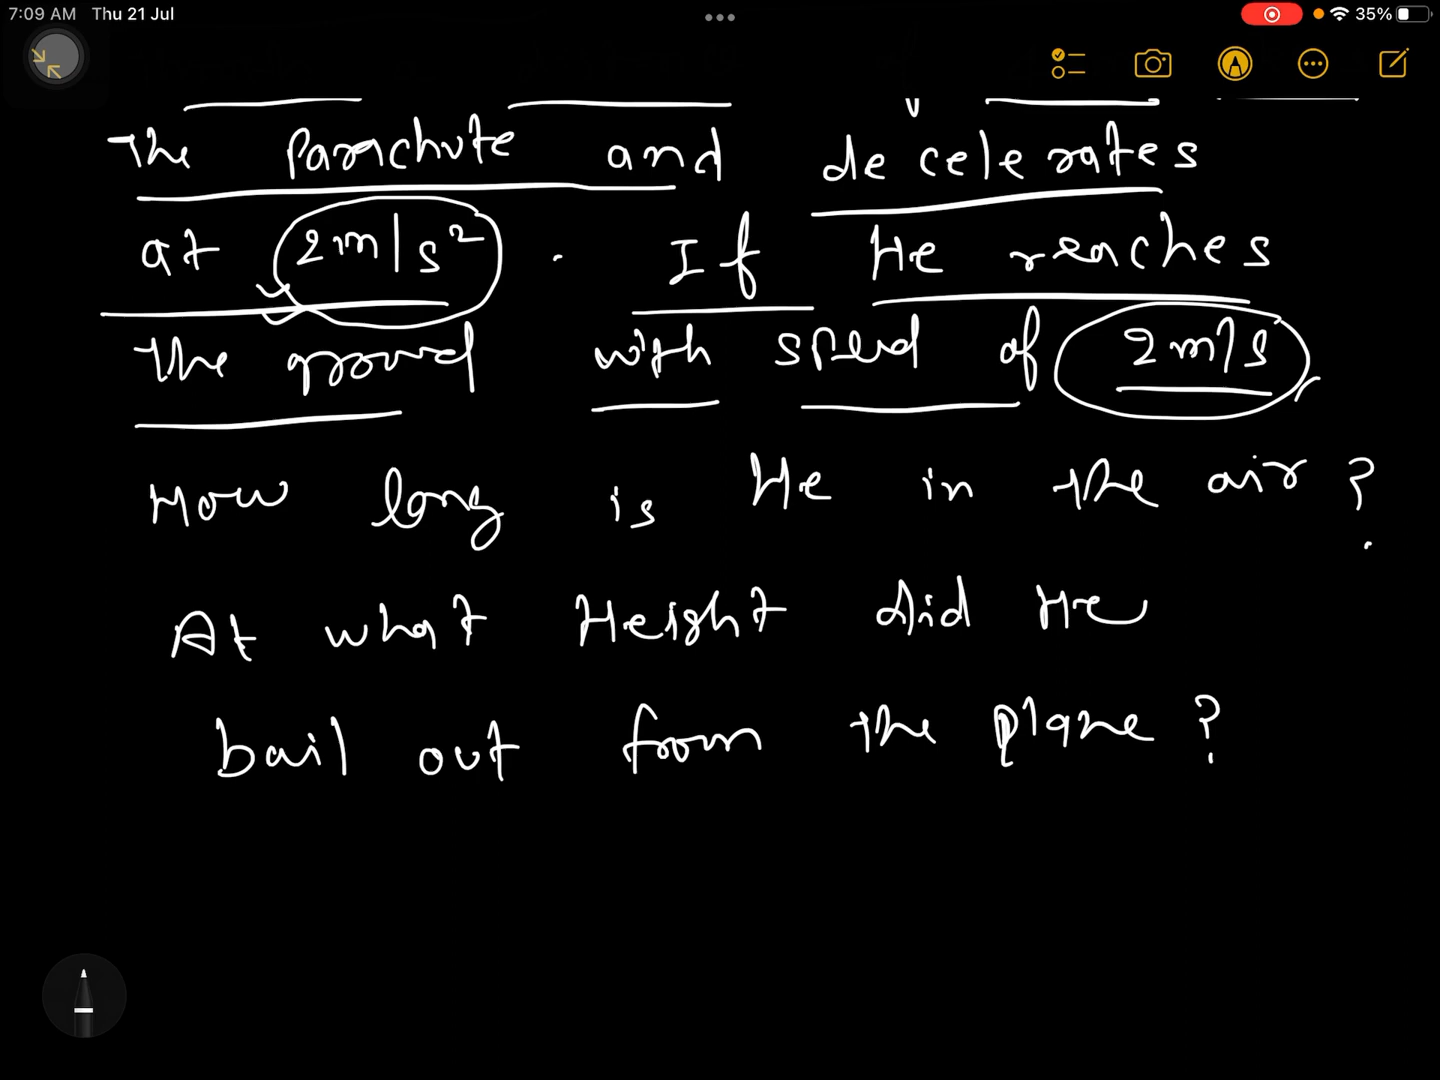 7:09 AM Thu 21 Jul
35%
The Parachute and decelerates
at 2m/s² . If He reaches
the ground with speed of 2m/s,
How long is He in the air?
At what Height did He
bail out from the plane?